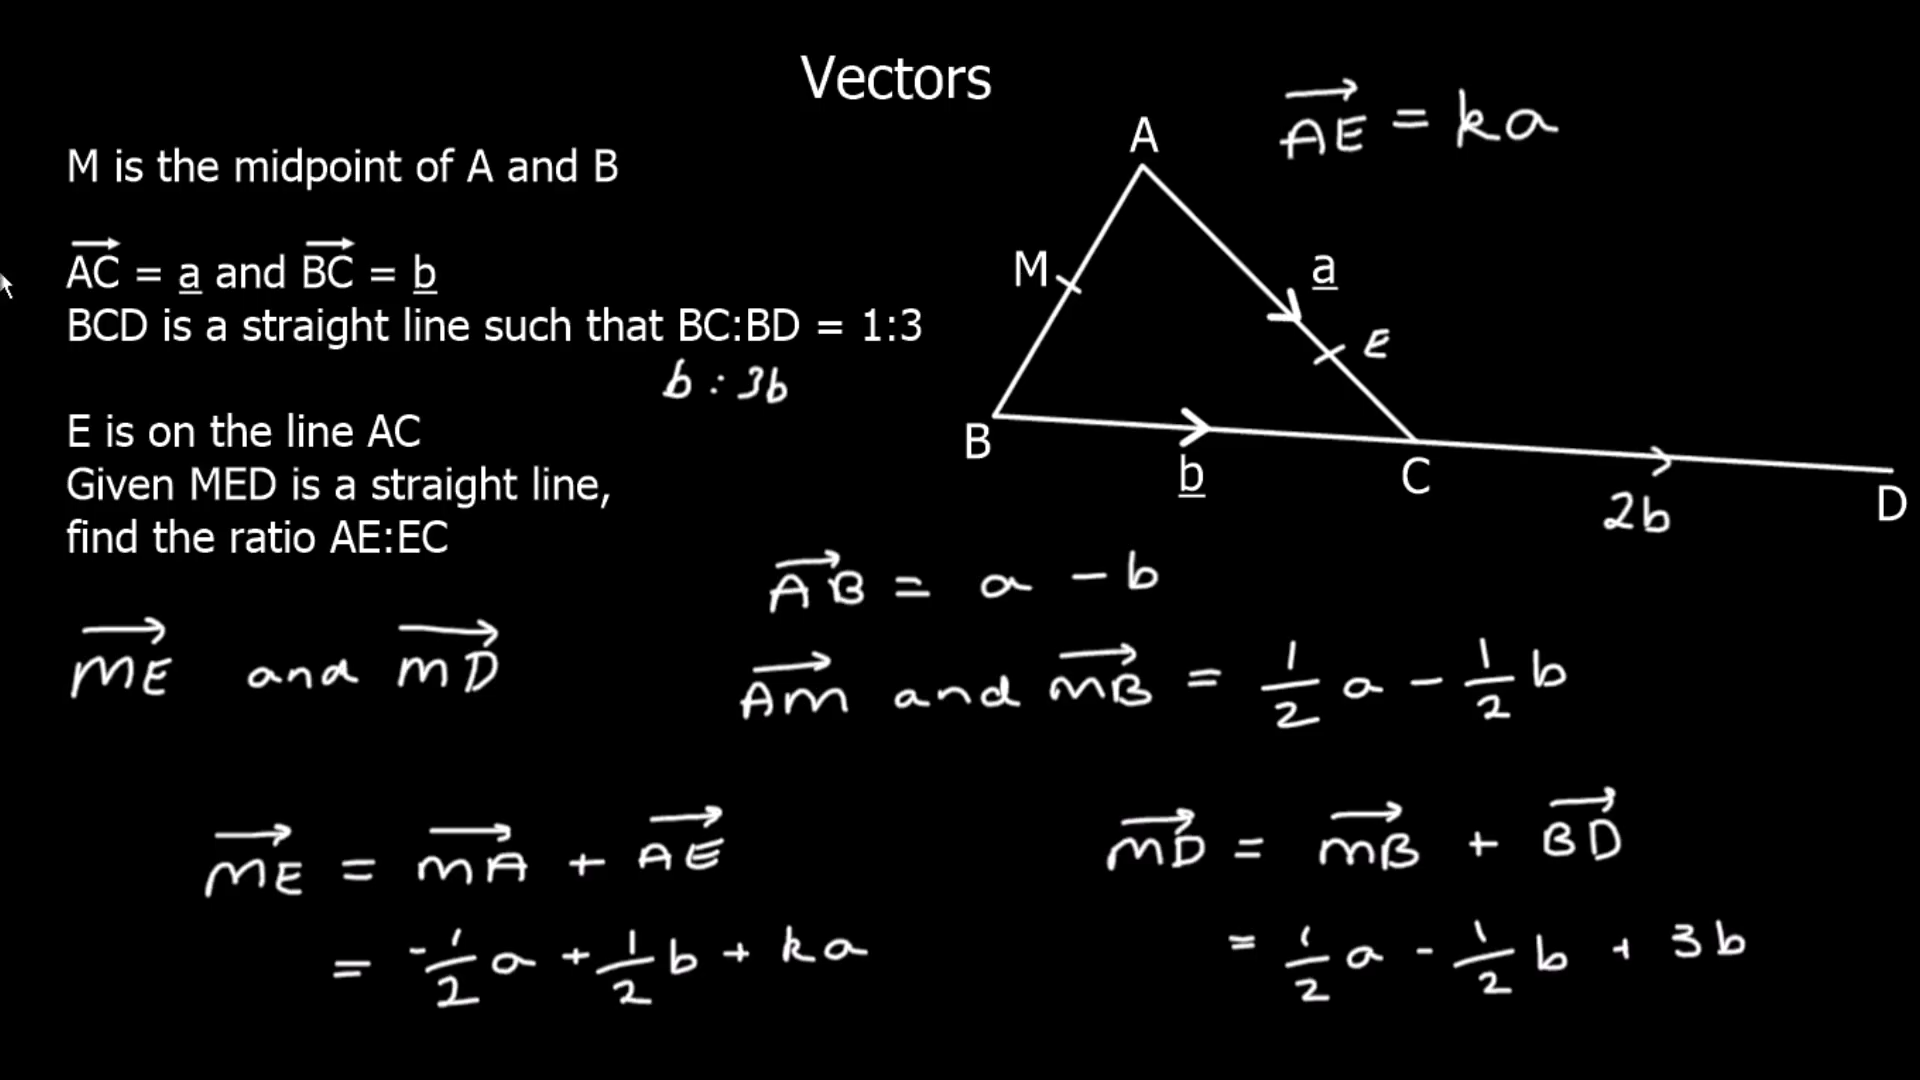 Vectors
M is the midpoint of A and B
AC = a and BC = b
BCD is a straight line such that BC:BD = 1:3
b : 3b
E is on the line AC
Given MED is a straight line,
find the ratio AE:EC
AE = ka
A
M
a
E
B
b
C
2b
D
ME and MD
AB = a - b
AM and MB = 1/2 a - 1/2 b
ME = MA + AE
= -1/2 a + 1/2 b + ka
MD = MB + BD
= 1/2 a - 1/2 b + 3b